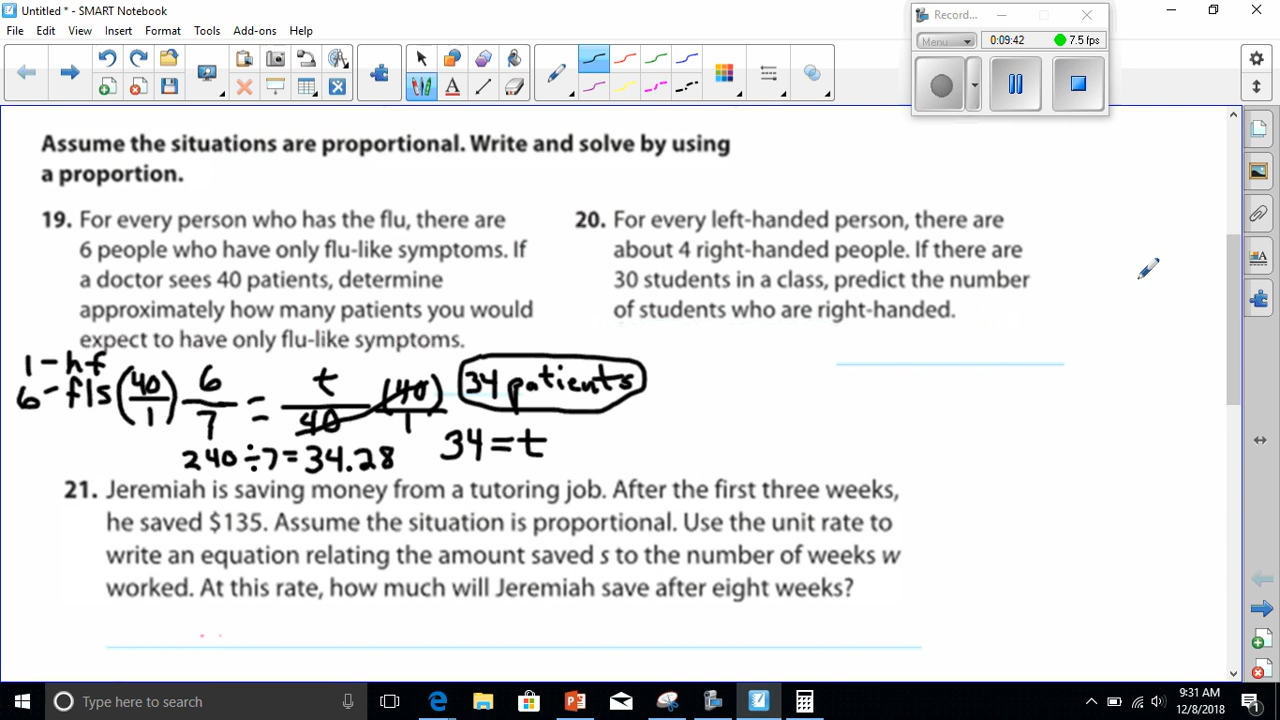 Untitled * - SMART Notebook
File Edit View Insert Format Tools Add-ons
Record...
Menu 0:09:42 7.5 fps
Assume the situations are proportional. Write and solve by using
a proportion.
19. For every person who has the flu, there are
6 people who have only flu-like symptoms. If
a doctor sees 40 patients, determine
approximately how many patients you would
expect to have only flu-like symptoms.
1 - hf
6 - fls (40/1) 6/7 = t/40 (40)/1 34 patients
240 ÷ 7 = 34.28 34 = t
20. For every left-handed person, there are
about 4 right-handed people. If there are
30 students in a class, predict the number
of students who are right-handed.
21. Jeremiah is saving money from a tutoring job. After the first three weeks,
he saved $135. Assume the situation is proportional. Use the unit rate to
write an equation relating the amount saved s to the number of weeks w
worked. At this rate, how much will Jeremiah save after eight weeks?
Type here to search
9:31 AM
12/8/2018